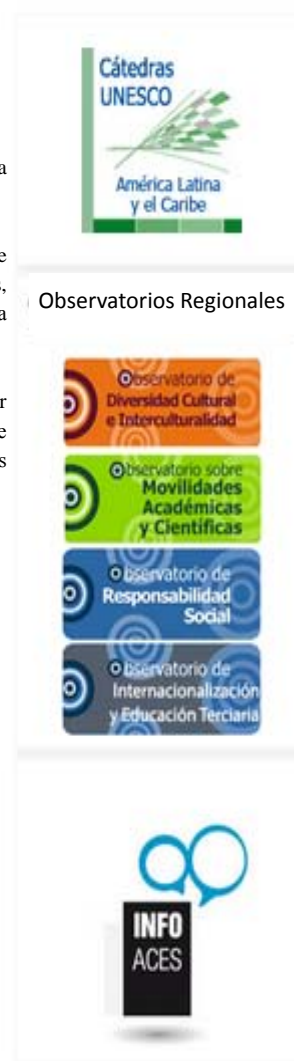 Cátedras
UNESCO
América Latina
y el Caribe
a
e
,
a
Observatorios Regionales
r
e
s
Observatorio de
Diversidad Cultural
e Interculturalidad
Observatorio sobre
Movilidades
Académicas
y Científicas
Observatorio de
Responsabilidad
Social
Observatorio de
Internacionalización
y Educación Terciaria
INFO
ACES